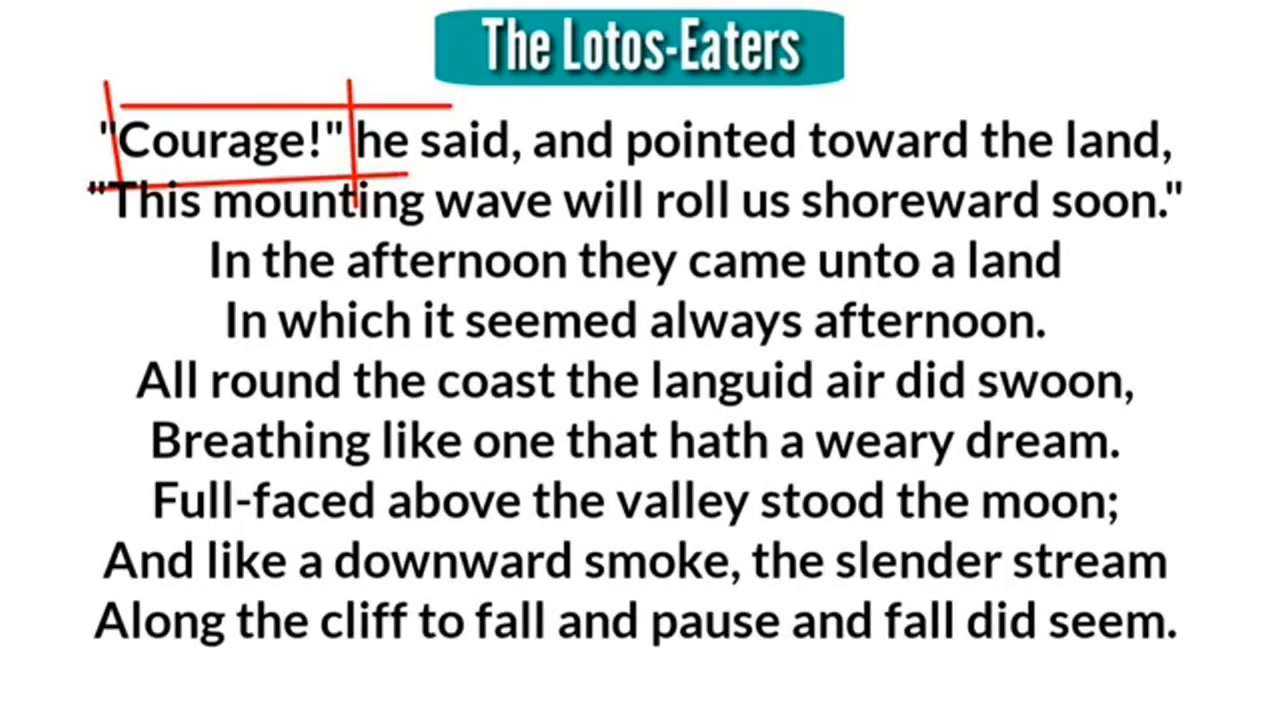 The Lotos-Eaters
"Courage!" he said, and pointed toward the land,
"This mounting wave will roll us shoreward soon."
In the afternoon they came unto a land
In which it seemed always afternoon.
All round the coast the languid air did swoon,
Breathing like one that hath a weary dream.
Full-faced above the valley stood the moon;
And like a downward smoke, the slender stream
Along the cliff to fall and pause and fall did seem.